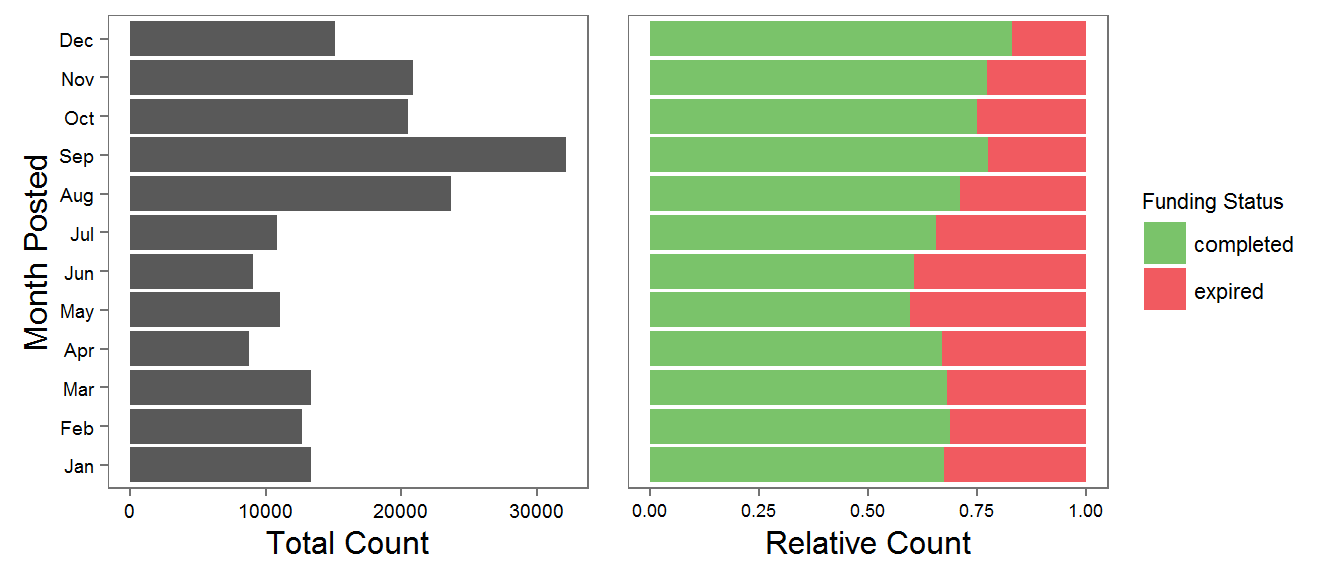 Month Posted
Dec
Nov
Oct
Sep
Aug
Jul
Jun
May
Apr
Mar
Feb
Jan
0 10000 20000 30000
Total Count
0.00 0.25 0.50 0.75 1.00
Relative Count
Funding Status
completed
expired